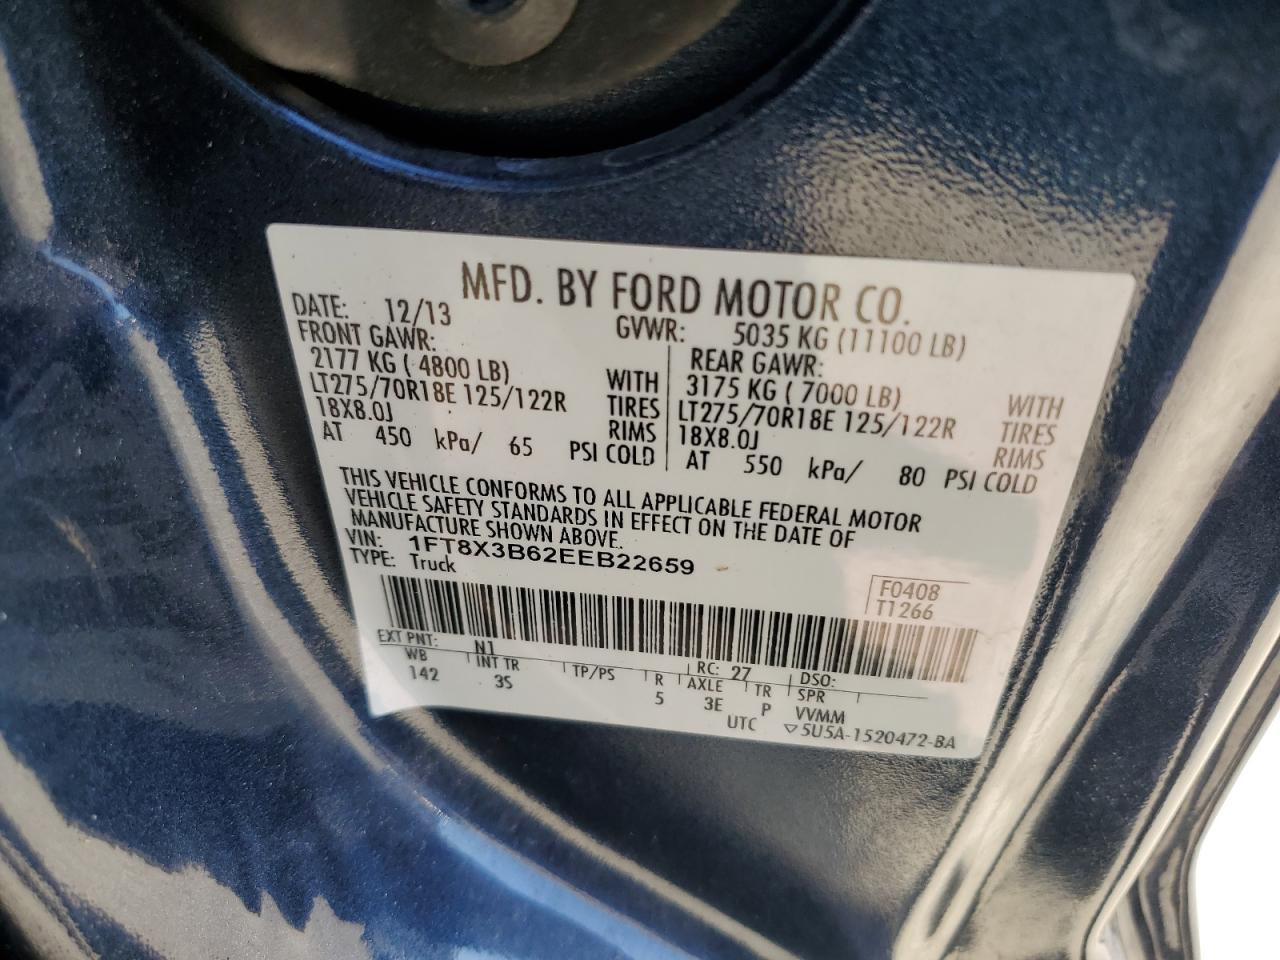 MFD. BY FORD MOTOR CO.
DATE: 12/13 GVWR: 5035 KG (11100 LB)
FRONT GAWR: REAR GAWR:
2177 KG ( 4800 LB) WITH 3175 KG ( 7000 LB) WITH
LT275/70R18E 125/122R TIRES LT275/70R18E 125/122R TIRES
18X8.0J RIMS 18X8.0J RIMS
AT 450 kPa/ 65 PSI COLD AT 550 kPa/ 80 PSI COLD
THIS VEHICLE CONFORMS TO ALL APPLICABLE FEDERAL MOTOR
VEHICLE SAFETY STANDARDS IN EFFECT ON THE DATE OF
MANUFACTURE SHOWN ABOVE.
VIN: 1FT8X3B62EEB22659
TYPE: Truck
F0408
T1266
EXT PNT: N1 RC: 27 DSO:
WB INT TR TP/PS R AXLE TR SPR
142 3S 5 3E P VVMM
UTC ▽5U5A-1520472-BA